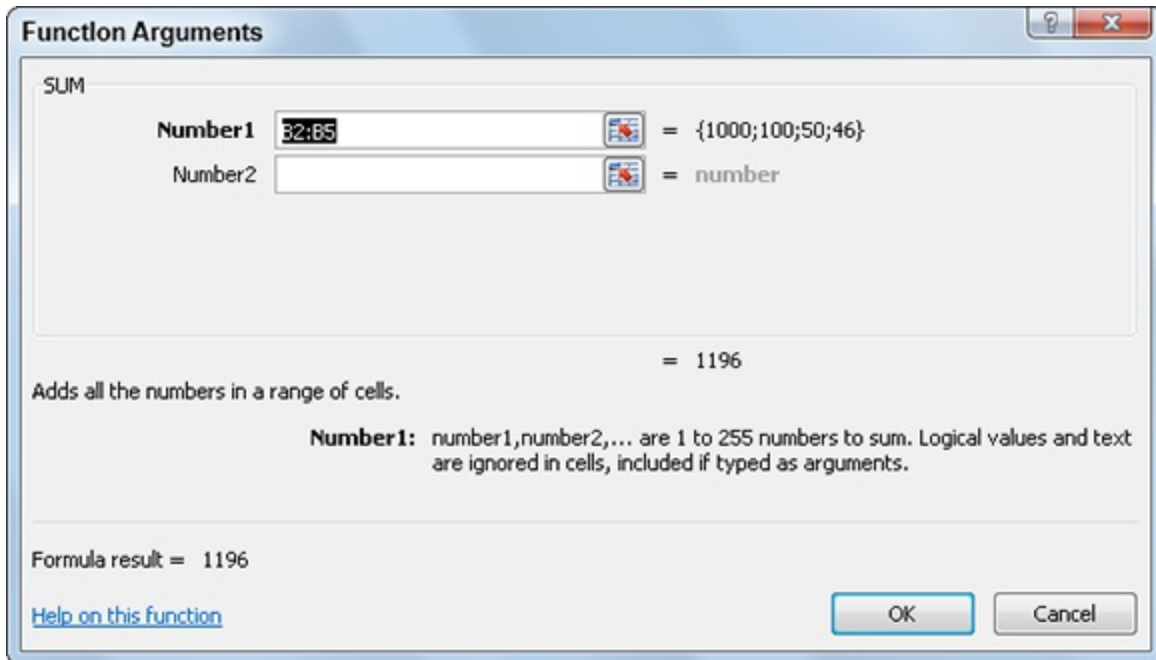 Function Arguments
SUM
Number1 B2:B5 = {1000;100;50;46}
Number2 = number
= 1196
Adds all the numbers in a range of cells.
Number1: number1,number2,... are 1 to 255 numbers to sum. Logical values and text
are ignored in cells, included if typed as arguments.
Formula result = 1196
Help on this function
OK Cancel